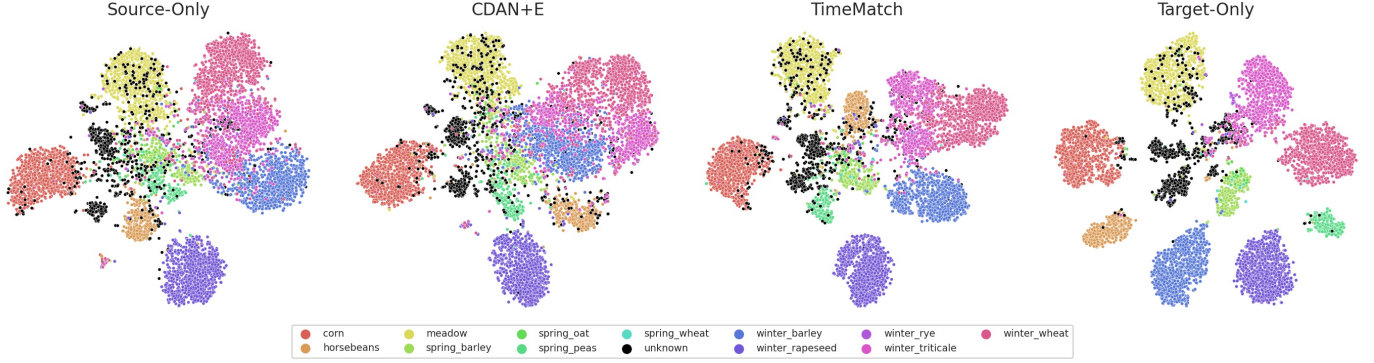 Source-Only
CDAN+E
TimeMatch
Target-Only
corn
meadow
spring_oat
spring_wheat
winter_barley
winter_rye
winter_wheat
horsebeans
spring_barley
spring_peas
unknown
winter_rapeseed
winter_triticale